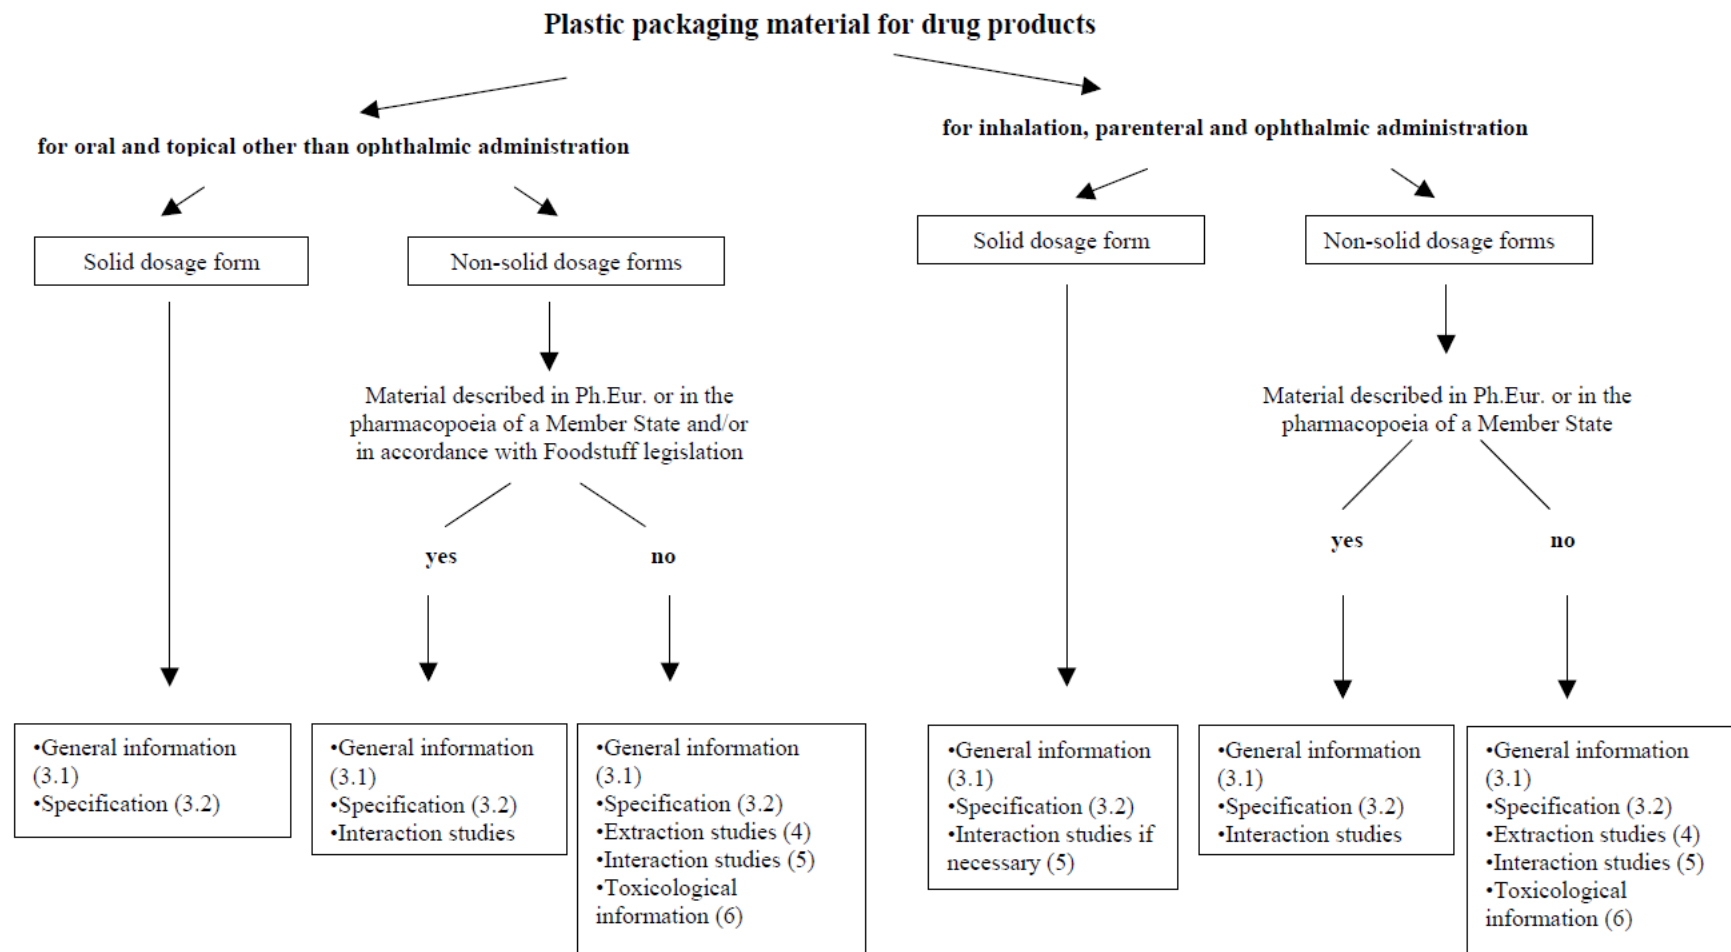 Plastic packaging material for drug products
for oral and topical other than ophthalmic administration
for inhalation, parenteral and ophthalmic administration
Solid dosage form
Non-solid dosage forms
Solid dosage form
Non-solid dosage forms
Material described in Ph.Eur. or in the
pharmacopoeia of a Member State and/or
in accordance with Foodstuff legislation
Material described in Ph.Eur. or in the
pharmacopoeia of a Member State
yes
no
yes
no
•General information
(3.1)
•Specification (3.2)
•General information
(3.1)
•Specification (3.2)
•Interaction studies
•General information
(3.1)
•Specification (3.2)
•Extraction studies (4)
•Interaction studies (5)
•Toxicological
information (6)
•General information
(3.1)
•Specification (3.2)
•Interaction studies if
necessary (5)
•General information
(3.1)
•Specification (3.2)
•Interaction studies
•General information
(3.1)
•Specification (3.2)
•Extraction studies (4)
•Interaction studies (5)
•Toxicological
information (6)